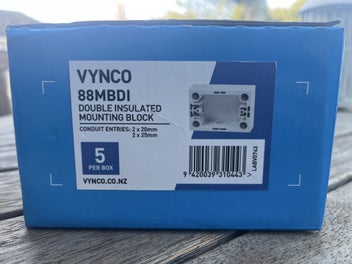 VYNCO
88MBDI
DOUBLE INSULATED
MOUNTING BLOCK
CONDUIT ENTRIES: 2 x 20mm
2 x 25mm
5
PER BOX
VYNCO.CO.NZ
9 420039 310443 >
LABV0743